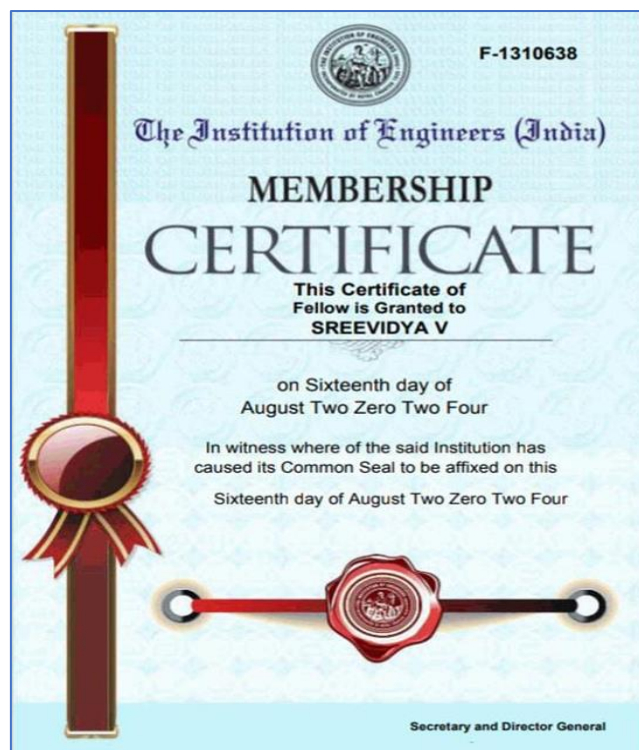 F-1310638
The Institution of Engineers (India)
MEMBERSHIP
CERTIFICATE
This Certificate of
Fellow is Granted to
SREEVIDYA V
on Sixteenth day of
August Two Zero Two Four
In witness where of the said Institution has
caused its Common Seal to be affixed on this
Sixteenth day of August Two Zero Two Four
Secretary and Director General